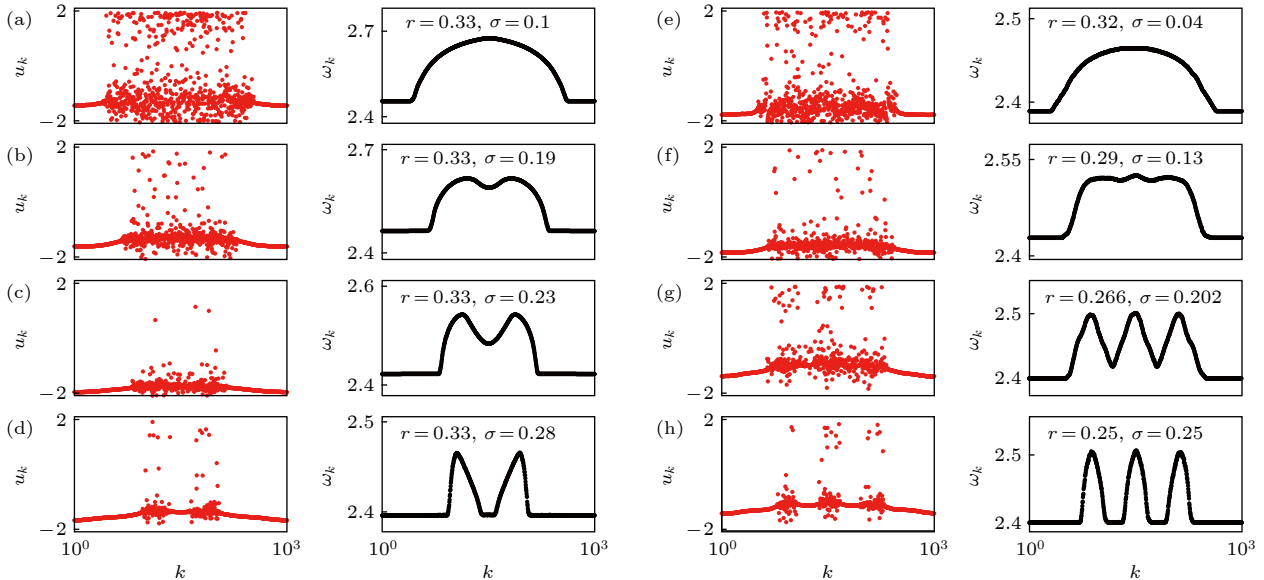 (a)
2
−2
u_k
2.7
2.4
ω_k
r = 0.33, σ = 0.1
(e)
2
−2
u_k
2.5
2.4
ω_k
r = 0.32, σ = 0.04
(b)
2
−2
u_k
2.7
2.4
ω_k
r = 0.33, σ = 0.19
(f)
2
−2
u_k
2.55
2.4
ω_k
r = 0.29, σ = 0.13
(c)
2
−2
u_k
2.6
2.4
ω_k
r = 0.33, σ = 0.23
(g)
2
−2
u_k
2.5
2.4
ω_k
r = 0.266, σ = 0.202
(d)
2
−2
u_k
10^0
10^3
k
2.5
2.4
ω_k
r = 0.33, σ = 0.28
10^0
10^3
k
(h)
2
−2
u_k
10^0
10^3
k
2.5
2.4
ω_k
r = 0.25, σ = 0.25
10^0
10^3
k